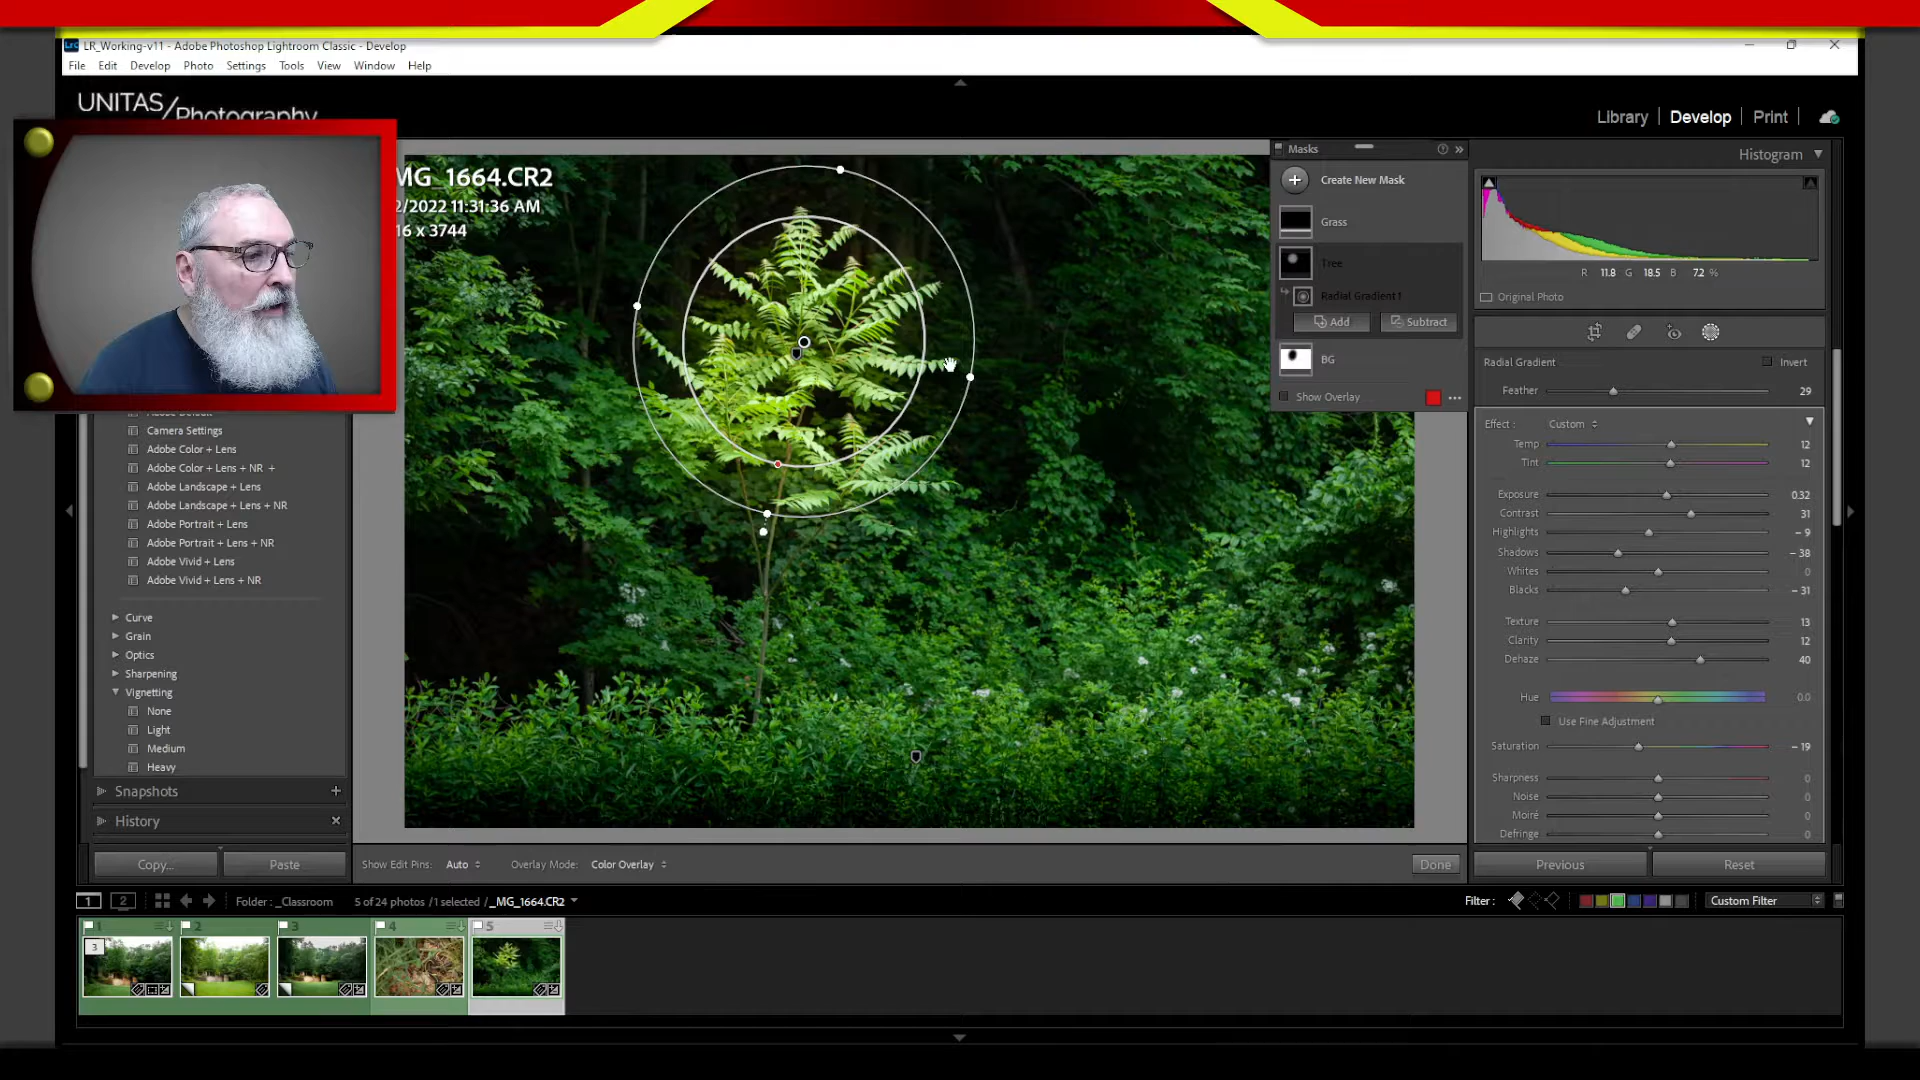 LR_Working-v11 - Adobe Photoshop Lightroom Classic - Develop
File Edit Develop Photo Settings Tools View Window Help
UNITAS/Photography
Library | Develop | Print |
MG_1664.CR2
2/2022 11:31:36 AM
16 x 3744
Camera Settings
Adobe Color + Lens
Adobe Color + Lens + NR +
Adobe Landscape + Lens
Adobe Landscape + Lens + NR
Adobe Portrait + Lens
Adobe Portrait + Lens + NR
Adobe Vivid + Lens
Adobe Vivid + Lens + NR
Curve
Grain
Optics
Sharpening
Vignetting
None
Light
Medium
Heavy
Snapshots +
History ×
Copy... Paste
Masks
Create New Mask
Grass
Tree
Radial Gradient 1
Add Subtract
BG
Show Overlay
Histogram
R 11.8 G 18.5 B 7.2 %
Original Photo
Radial Gradient Invert
Feather 29
Effect : Custom
Temp 12
Tint 12
Exposure 0.32
Contrast 31
Highlights – 9
Shadows – 38
Whites 0
Blacks – 31
Texture 13
Clarity 12
Dehaze 40
Hue 0.0
Use Fine Adjustment
Saturation – 19
Sharpness 0
Noise 0
Moiré 0
Defringe 0
Show Edit Pins: Auto Overlay Mode: Color Overlay Done
Previous Reset
1 2 Folder : _Classroom 5 of 24 photos / 1 selected / _MG_1664.CR2
Filter : Custom Filter
1 2 3 4 5
3